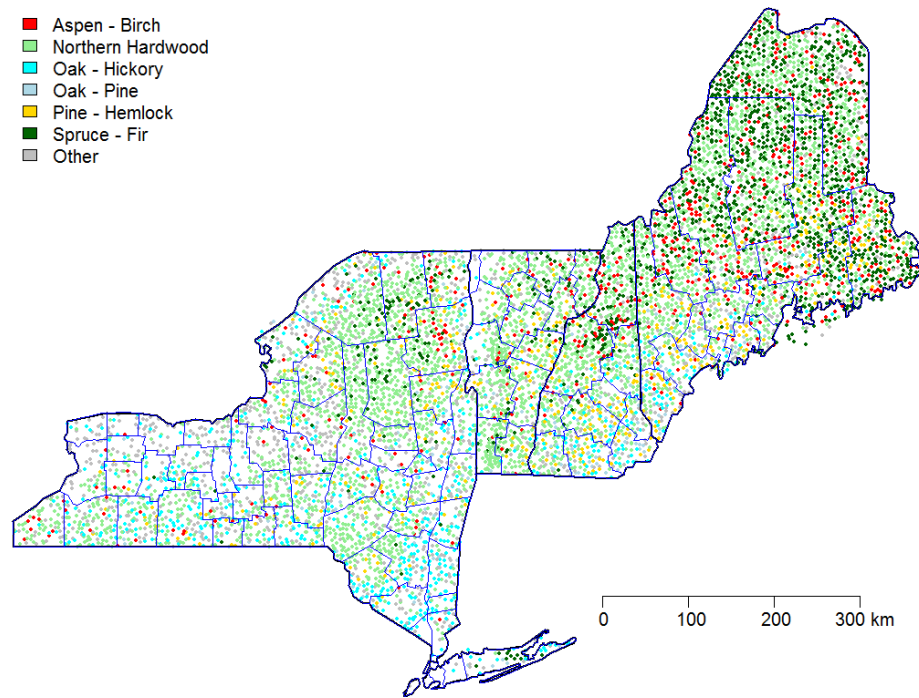 Aspen - Birch
Northern Hardwood
Oak - Hickory
Oak - Pine
Pine - Hemlock
Spruce - Fir
Other
0 100 200 300 km